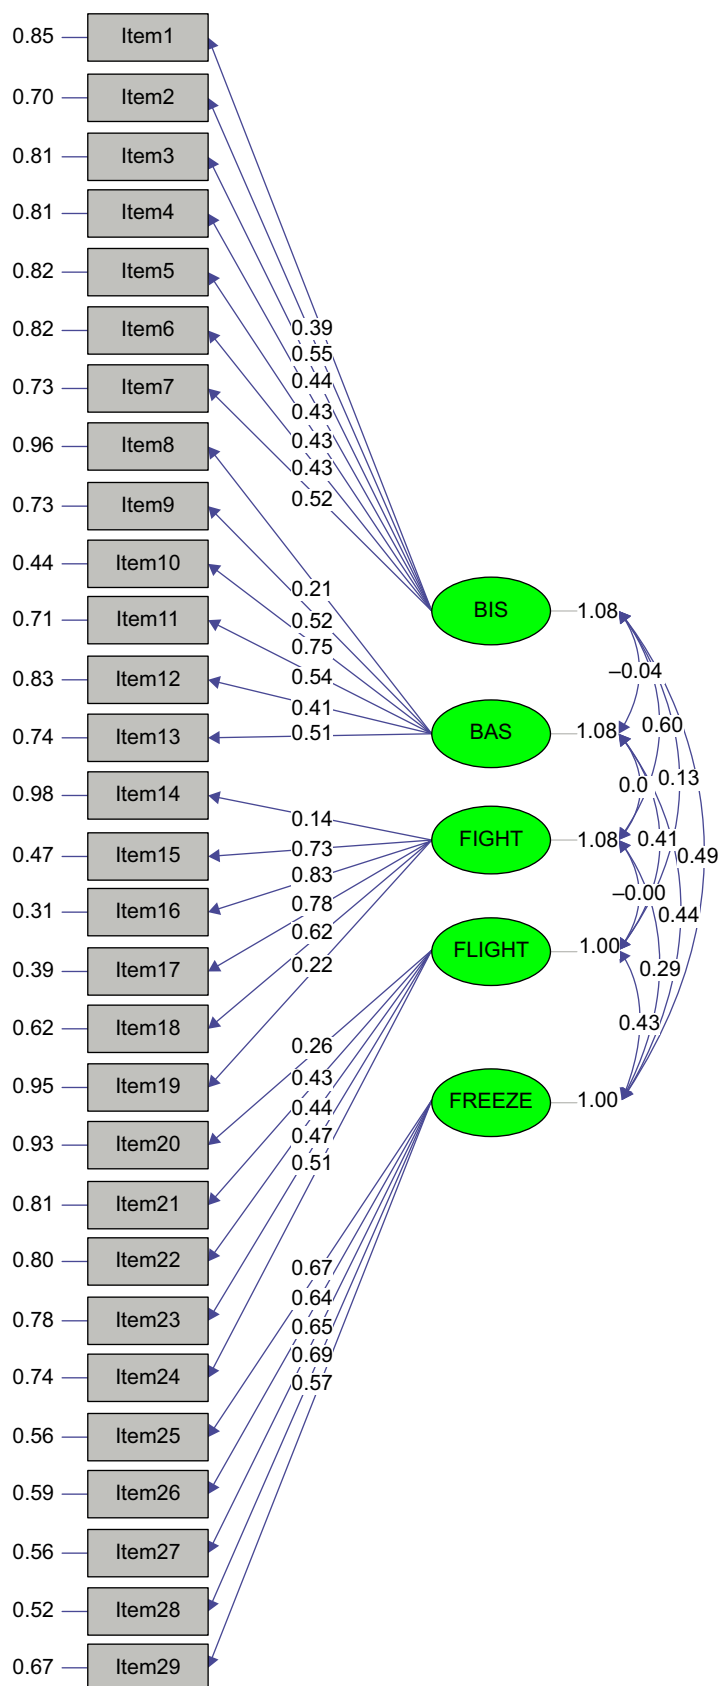 0.85 Item1
0.70 Item2
0.81 Item3
0.81 Item4
0.82 Item5
0.82 Item6
0.39
0.55
0.73 Item7
0.44
0.43
0.96 Item8
0.43
0.43
0.73 Item9
0.52
0.44 Item10
0.21
0.71 Item11
0.52
BIS 1.08
0.75
0.83 Item12
0.54
–0.04
0.41
0.74 Item13
0.51
BAS 1.08
0.60
0.98 Item14
0.0
0.13
0.14
0.47 Item15
0.73
FIGHT 1.08
0.41
0.49
0.83
0.31 Item16
0.78
–0.00
0.44
0.62
0.39 Item17
0.22
FLIGHT 1.00
0.29
0.62 Item18
0.43
0.26
0.95 Item19
0.43
FREEZE 1.00
0.44
0.93 Item20
0.47
0.51
0.81 Item21
0.80 Item22
0.67
0.64
0.78 Item23
0.65
0.69
0.74 Item24
0.57
0.56 Item25
0.59 Item26
0.56 Item27
0.52 Item28
0.67 Item29